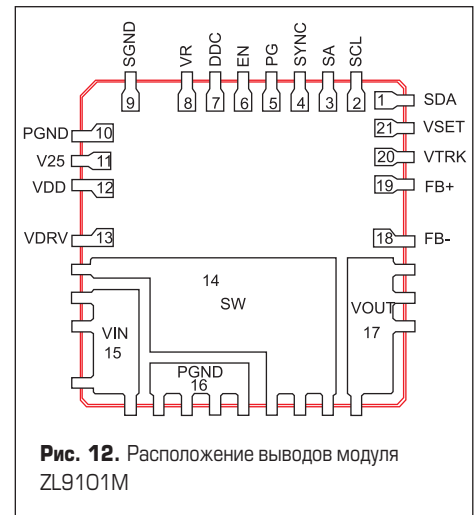 SGND
VR
DDC
EN
PG
SYNC
SA
SCL
9
8
7
6
5
4
3
2
1 SDA
21 VSET
20 VTRK
19 FB+
18 FB-
PGND 10
V25 11
VDD 12
VDRV 13
14
SW
VIN
15
PGND
16
VOUT
17
Рис. 12. Расположение выводов модуля
ZL9101M